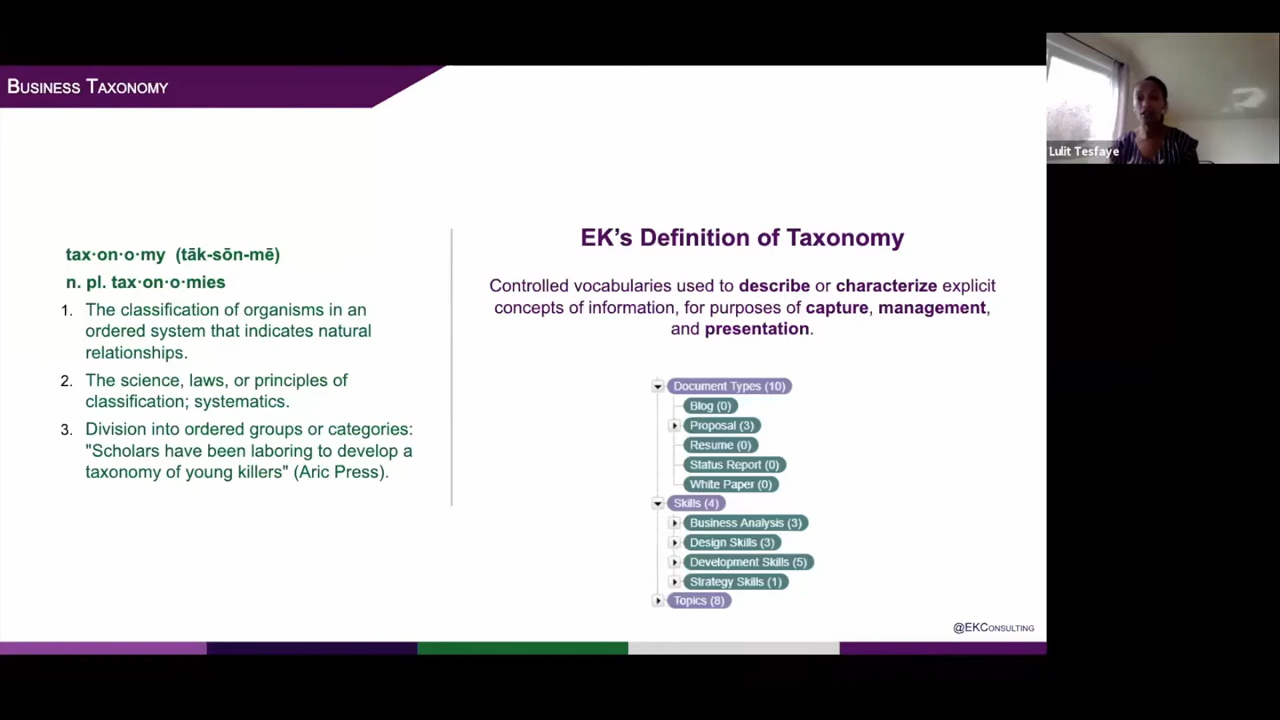 BUSINESS TAXONOMY
tax·on·o·my (tāk-sōn-mē)
n. pl. tax·on·o·mies
1. The classification of organisms in an
ordered system that indicates natural
relationships.
2. The science, laws, or principles of
classification; systematics.
3. Division into ordered groups or categories:
"Scholars have been laboring to develop a
taxonomy of young killers" (Aric Press).
EK's Definition of Taxonomy
Controlled vocabularies used to describe or characterize explicit
concepts of information, for purposes of capture, management,
and presentation.
Document Types (10)
Blog (0)
Proposal (3)
Resume (0)
Status Report (0)
White Paper (0)
Skills (4)
Business Analysis (3)
Design Skills (3)
Development Skills (5)
Strategy Skills (1)
Topics (8)
@EKCONSULTING
Lulit Tesfaye